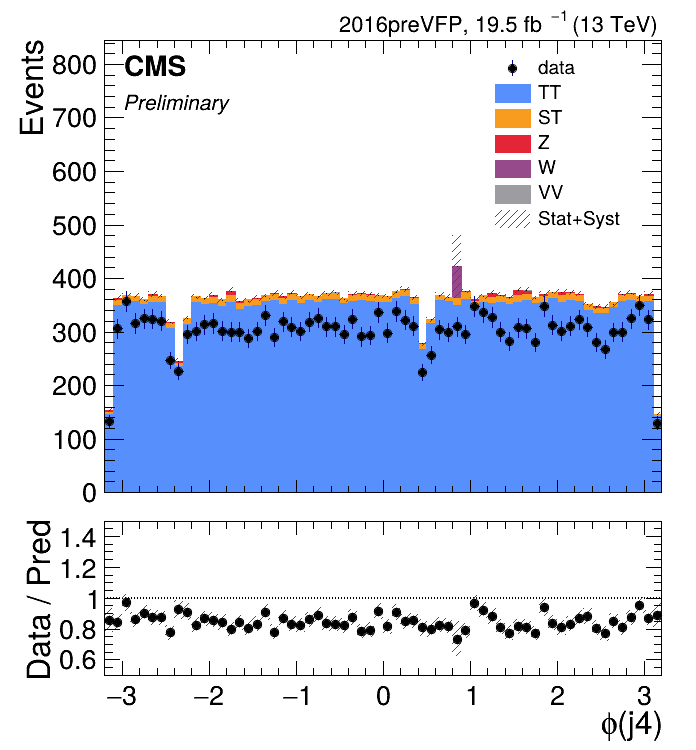 2016preVFP, 19.5 fb⁻¹ (13 TeV)
Events
800
700
600
500
400
300
200
100
0
CMS
Preliminary
data
TT
ST
Z
W
VV
Stat+Syst
Data / Pred
1.4
1.2
1
0.8
0.6
−3 −2 −1 0 1 2 3
ϕ(j4)